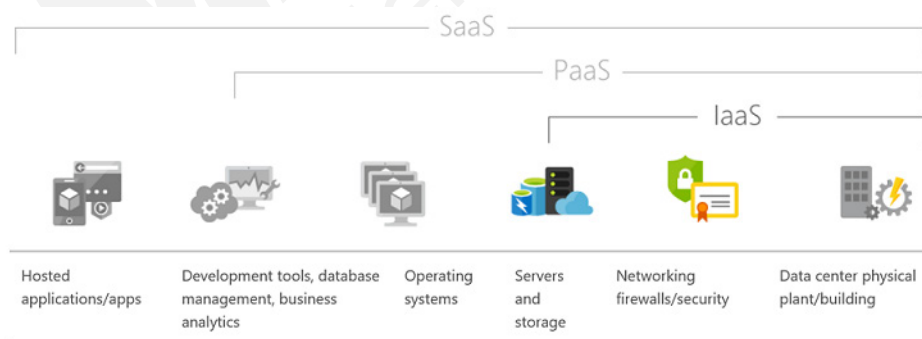 SaaS
PaaS
IaaS
Hosted
applications/apps
Development tools, database
management, business
analytics
Operating
systems
Servers
and
storage
Networking
firewalls/security
Data center physical
plant/building